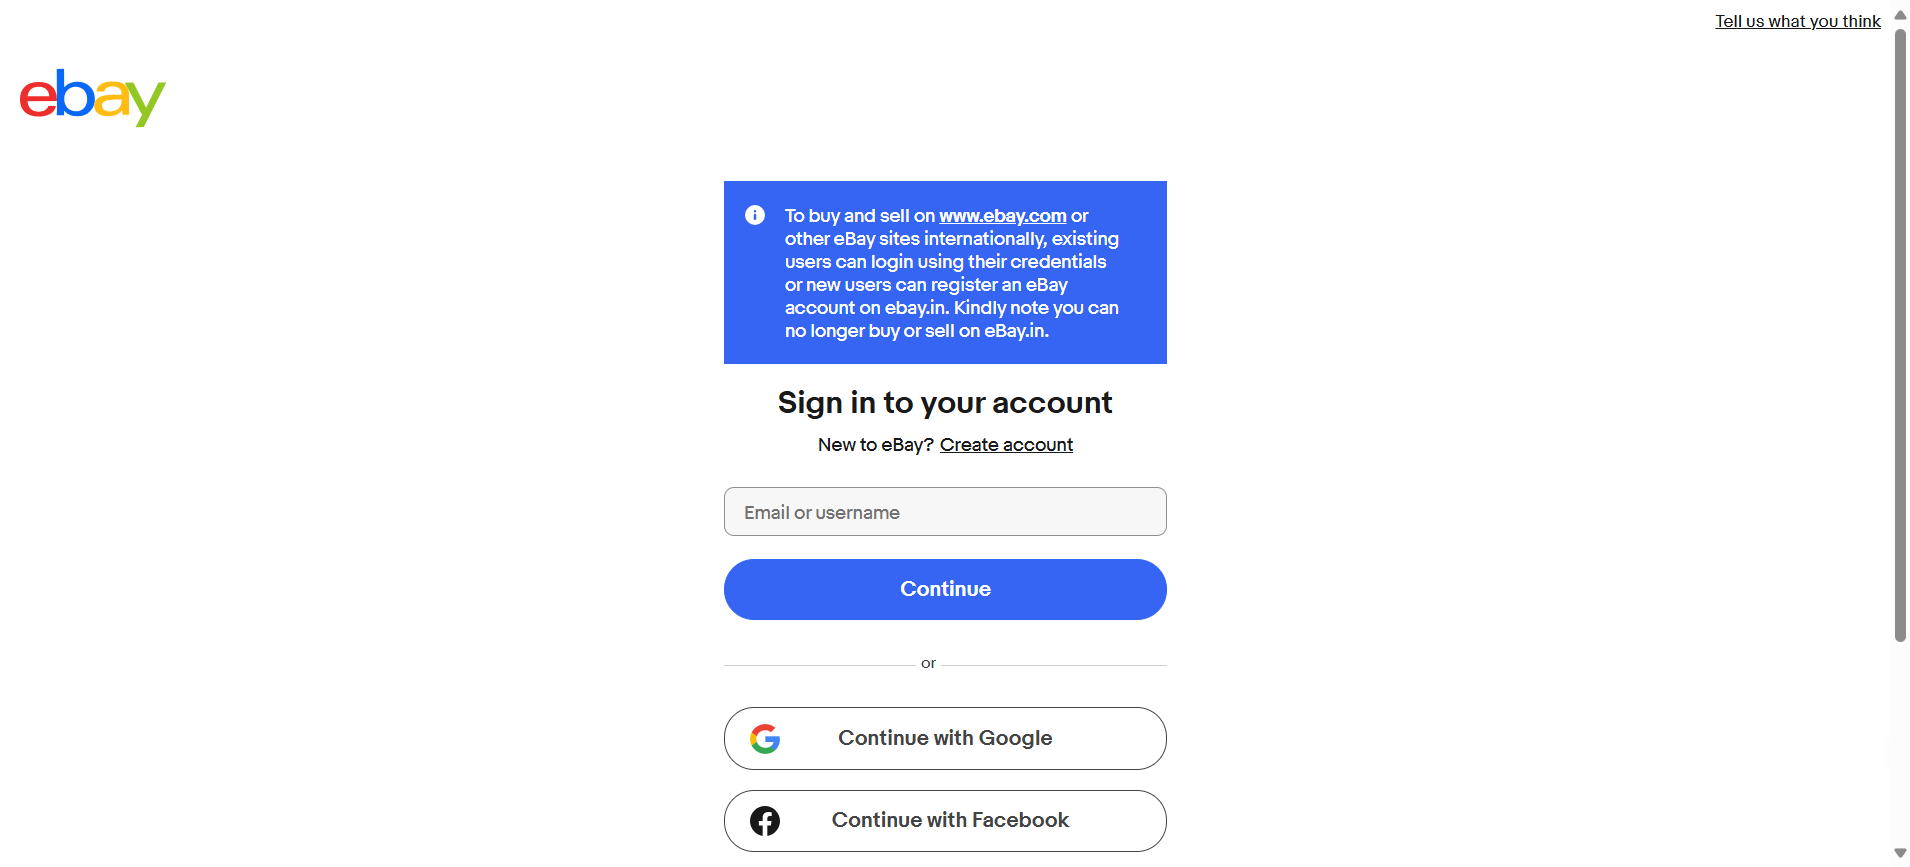 Tell us what you think
ebay
To buy and sell on www.ebay.com or
other eBay sites internationally, existing
users can login using their credentials
or new users can register an eBay
account on ebay.in. Kindly note you can
no longer buy or sell on eBay.in.
Sign in to your account
New to eBay? Create account
Email or username
Continue
or
Continue with Google
Continue with Facebook